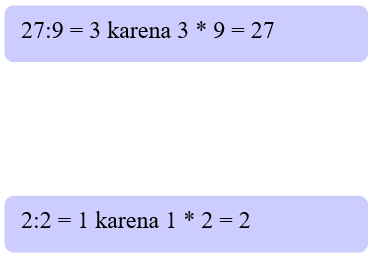 27:9 = 3 karena 3 * 9 = 27
2:2 = 1 karena 1 * 2 = 2